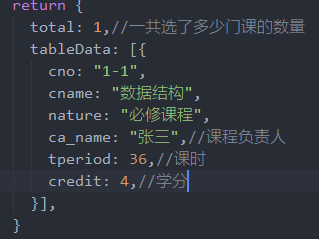 return {
total: 1,//一共选了多少门课的数量
tableData: [{
cno: "1-1",
cname: "数据结构",
nature: "必修课程",
ca_name: "张三",//课程负责人
tperiod: 36,//课时
credit: 4,//学分
}],
}